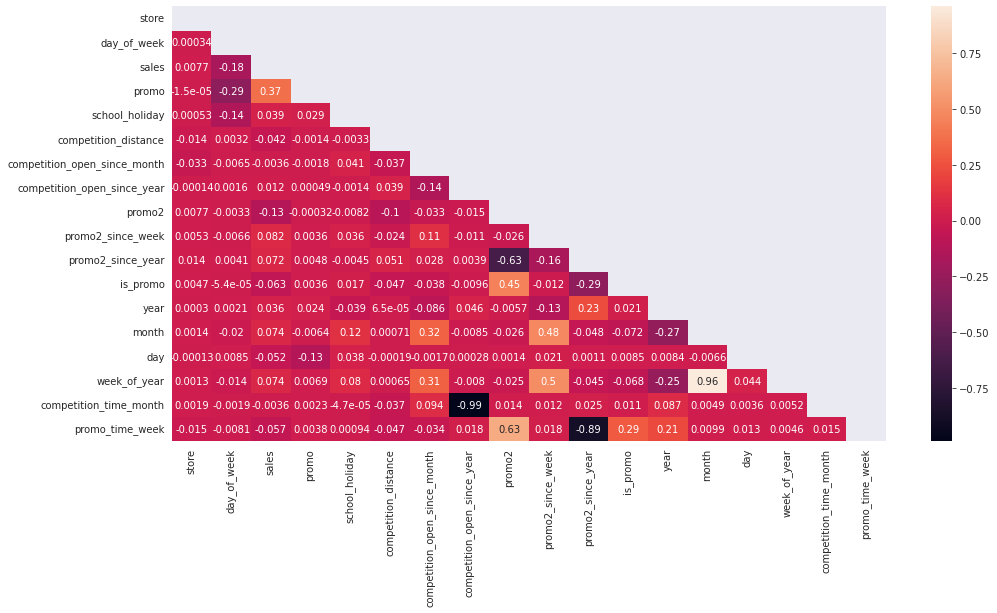 store
day_of_week 0.00034
sales 0.0077 -0.18
promo -1.5e-05 -0.29 0.37
school_holiday 0.00053 -0.14 0.039 0.029
competition_distance -0.014 0.0032 -0.042 -0.0014 -0.0033
competition_open_since_month -0.033 -0.0065 -0.0036 -0.0018 0.041 -0.037
competition_open_since_year -0.00014 0.0016 0.012 0.00049 -0.0014 0.039 -0.14
promo2 0.0077 -0.0033 -0.13 -0.00032 -0.0082 -0.1 -0.033 -0.015
promo2_since_week 0.0053 -0.0066 0.082 0.0036 0.036 -0.024 0.11 -0.011 -0.026
promo2_since_year 0.014 0.0041 0.072 0.0048 -0.0045 0.051 0.028 0.0039 -0.63 -0.16
is_promo 0.0047 -5.4e-05 -0.063 0.0036 0.017 -0.047 -0.038 -0.0096 0.45 -0.012 -0.29
year 0.0003 0.0021 0.036 0.024 -0.039 6.5e-05 -0.086 0.046 -0.0057 -0.13 0.23 0.021
month 0.0014 -0.02 0.074 -0.0064 0.12 0.00071 0.32 -0.0085 -0.026 0.48 -0.048 -0.072 -0.27
day -0.00013 0.0085 -0.052 -0.13 0.038 -0.00019 -0.0017 0.00028 0.0014 0.021 0.0011 0.0085 0.0084 -0.0066
week_of_year 0.0013 -0.014 0.074 0.0069 0.08 0.00065 0.31 -0.008 -0.025 0.5 -0.045 -0.068 -0.25 0.96 0.044
competition_time_month 0.0019 -0.0019 -0.0036 0.0023 -4.7e-05 -0.037 0.094 -0.99 0.014 0.012 0.025 0.011 0.087 0.0049 0.0036 0.0052
promo_time_week -0.015 -0.0081 -0.057 0.0038 0.00094 -0.047 -0.034 0.018 0.63 0.018 -0.89 0.29 0.21 0.0099 0.013 0.0046 0.015
store
day_of_week
sales
promo
school_holiday
competition_distance
competition_open_since_month
competition_open_since_year
promo2
promo2_since_week
promo2_since_year
is_promo
year
month
day
week_of_year
competition_time_month
promo_time_week
0.75
0.50
0.25
0.00
−0.25
−0.50
−0.75